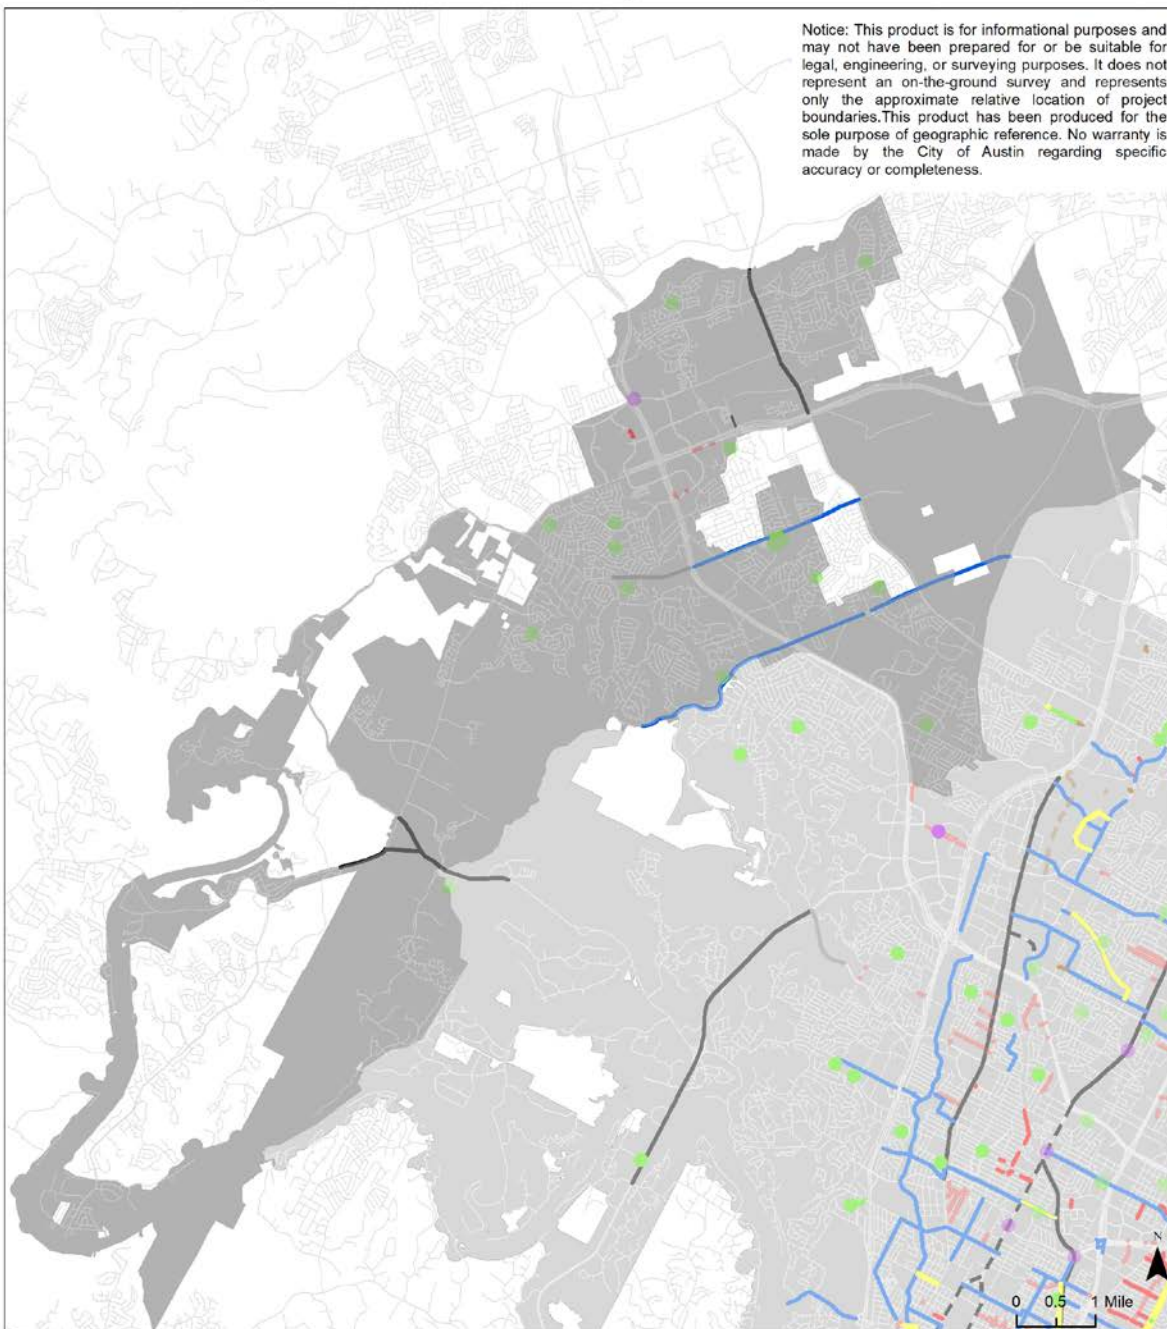 Notice: This product is for informational purposes and
may not have been prepared for or be suitable for
legal, engineering, or surveying purposes. It does not
represent an on-the-ground survey and represents
only the approximate relative location of project
boundaries.This product has been produced for the
sole purpose of geographic reference. No warranty is
made by the City of Austin regarding specific
accuracy or completeness.
N
0 0.5 1 Mile